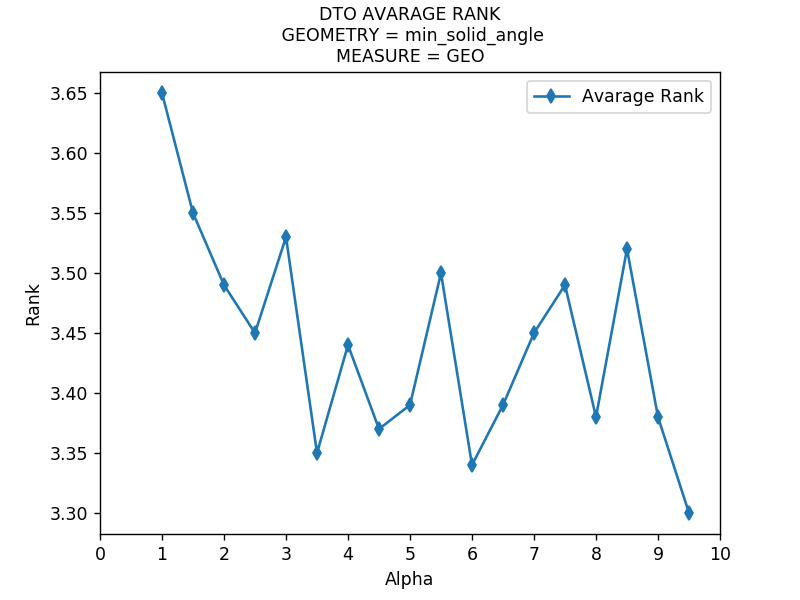 DTO AVARAGE RANK
GEOMETRY = min_solid_angle
MEASURE = GEO
Avarage Rank
3.65
3.60
3.55
3.50
3.45
3.40
3.35
3.30
Rank
0 1 2 3 4 5 6 7 8 9 10
Alpha